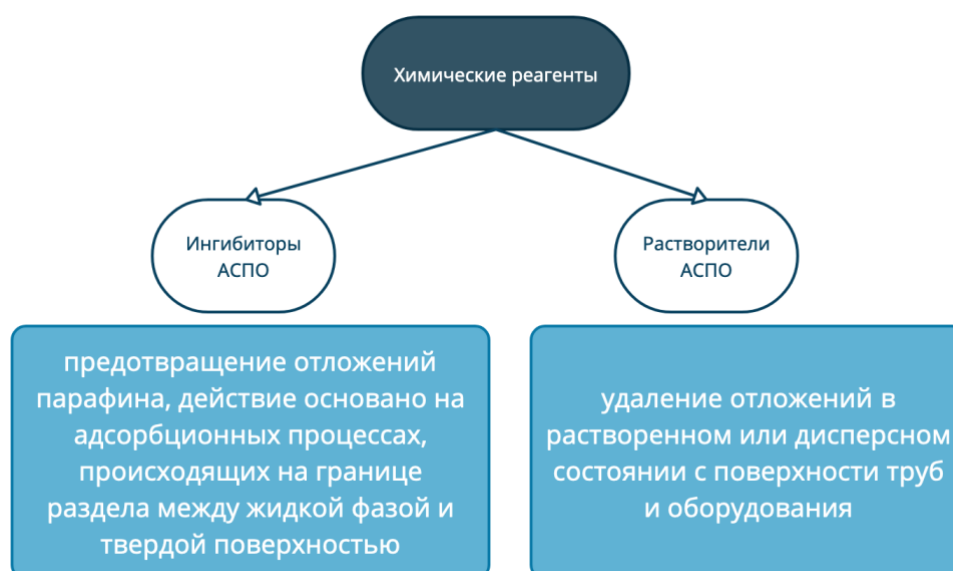 Химические реагенты
Ингибиторы
АСПО
Растворители
АСПО
предотвращение отложений
парафина, действие основано на
адсорбционных процессах,
происходящих на границе
раздела между жидкой фазой и
твердой поверхностью
удаление отложений в
растворенном или дисперсном
состоянии с поверхности труб
и оборудования